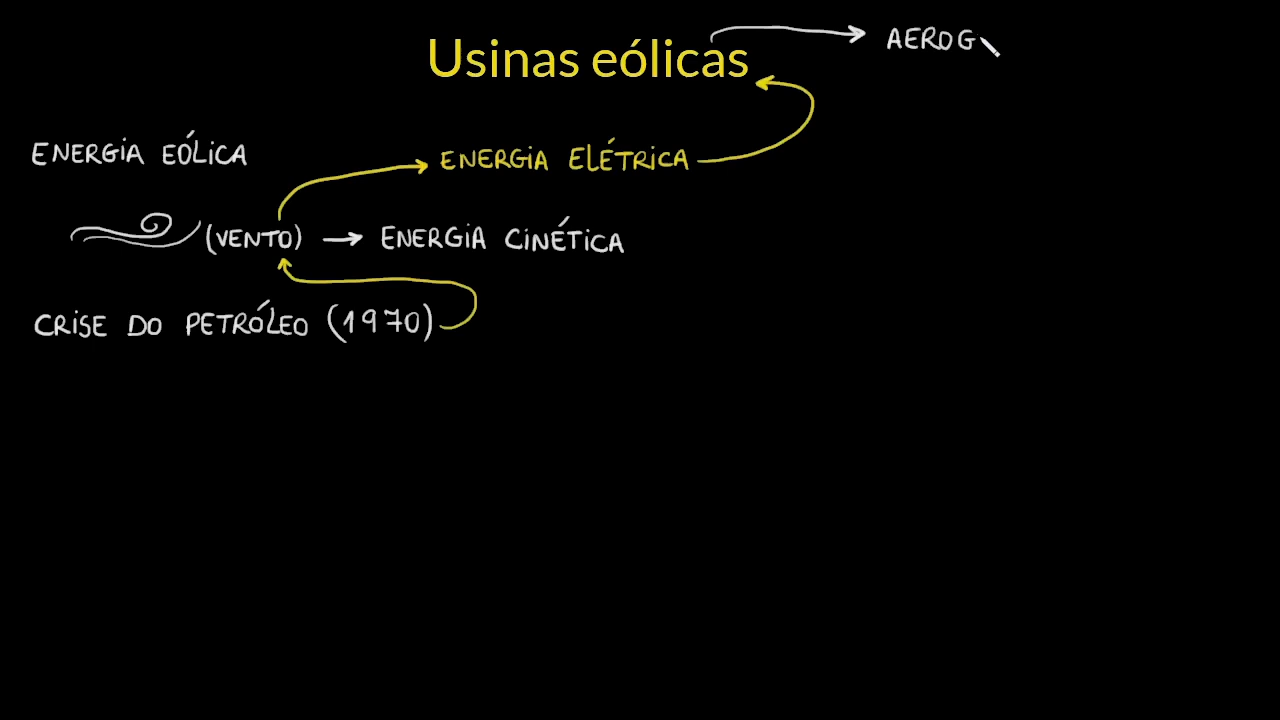 Usinas eólicas → AEROG
ENERGIA EÓLICA
ENERGIA ELÉTRICA
(VENTO) → ENERGIA CINÉTICA
CRISE DO PETRÓLEO (1970)